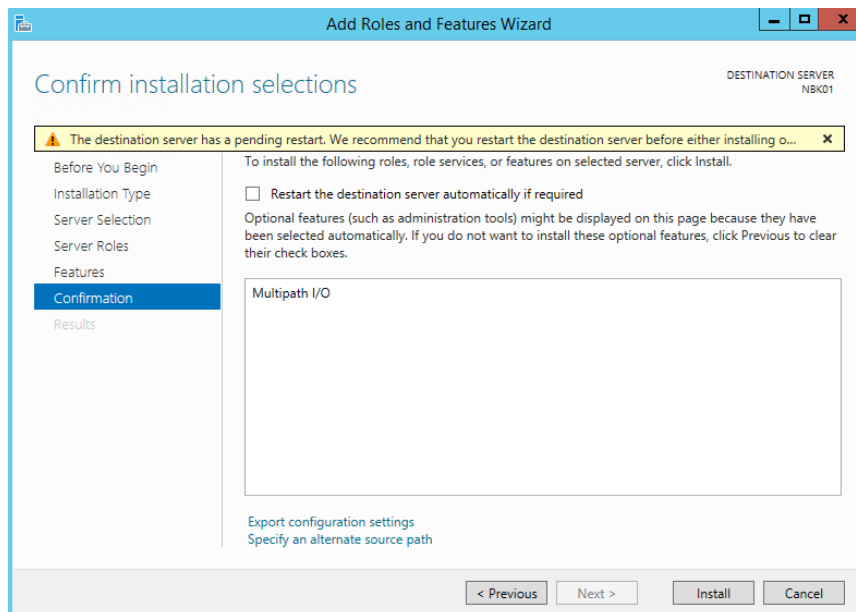 Add Roles and Features Wizard
Confirm installation selections
DESTINATION SERVER
NBK01
The destination server has a pending restart. We recommend that you restart the destination server before either installing o...
Before You Begin
Installation Type
Server Selection
Server Roles
Features
Confirmation
Results
To install the following roles, role services, or features on selected server, click Install.
Restart the destination server automatically if required
Optional features (such as administration tools) might be displayed on this page because they have
been selected automatically. If you do not want to install these optional features, click Previous to clear
their check boxes.
Multipath I/O
Export configuration settings
Specify an alternate source path
< Previous
Next >
Install
Cancel